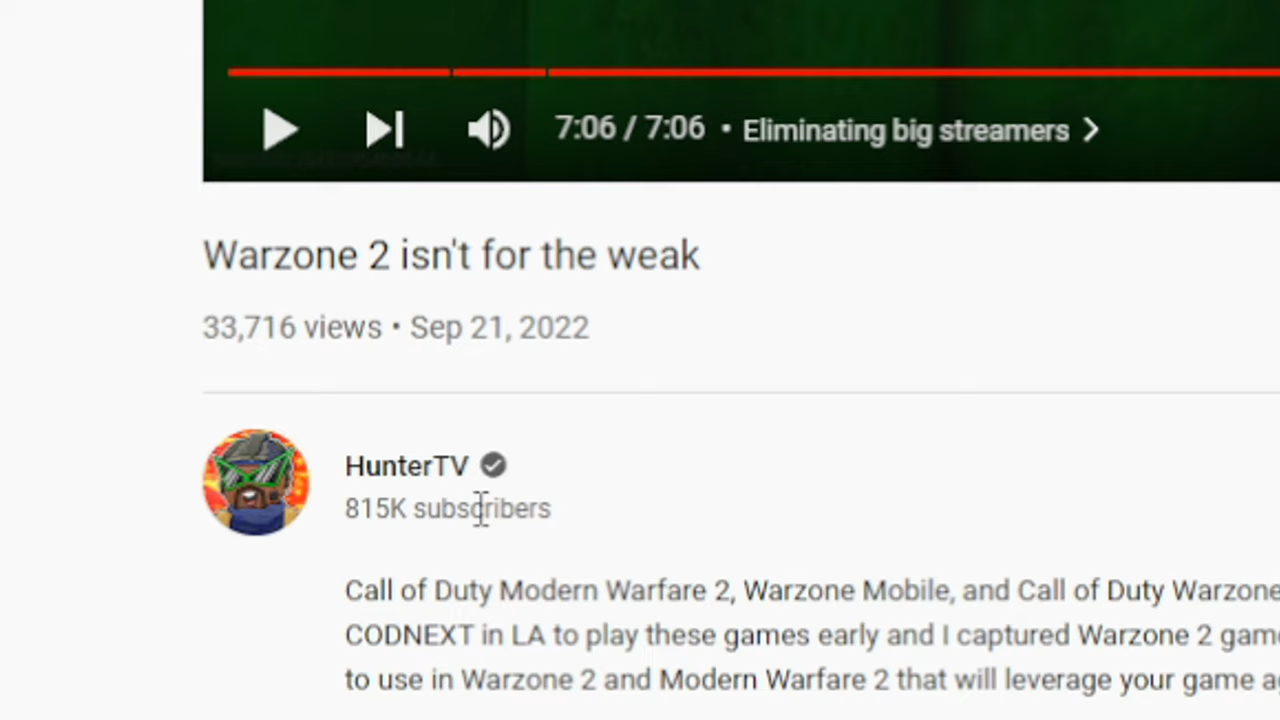 7:06 / 7:06 • Eliminating big streamers
Warzone 2 isn't for the weak
33,716 views • Sep 21, 2022
HunterTV
815K subscribers
Call of Duty Modern Warfare 2, Warzone Mobile, and Call of Duty Warzone
CODNEXT in LA to play these games early and I captured Warzone 2 gam
to use in Warzone 2 and Modern Warfare 2 that will leverage your game a